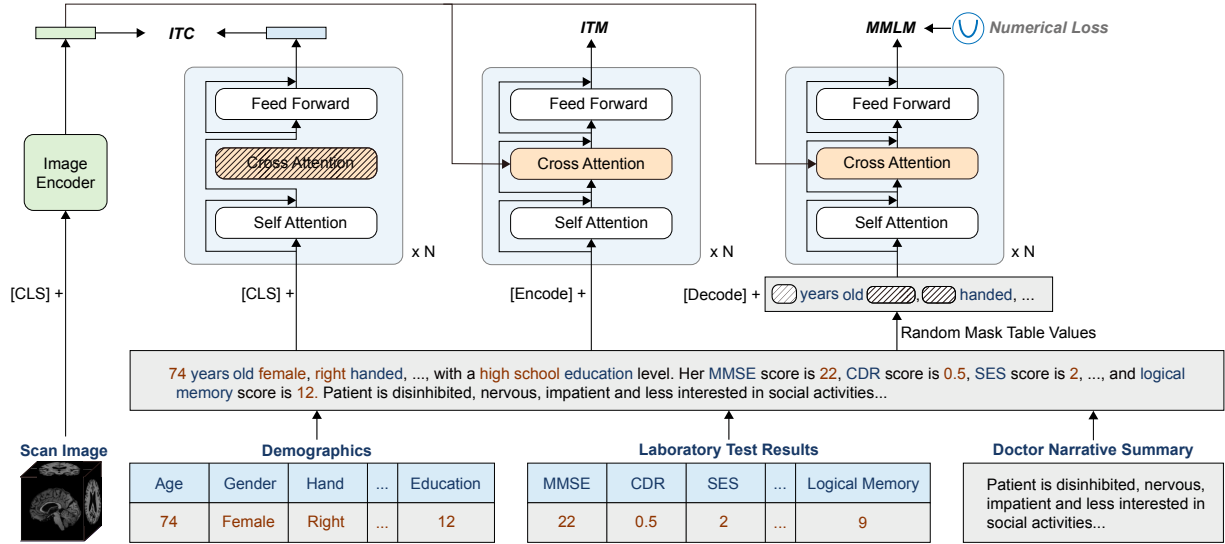 ITC
ITM
MMLM
Numerical Loss
Feed Forward
Cross Attention
Self Attention
x N
Feed Forward
Cross Attention
Self Attention
x N
Feed Forward
Cross Attention
Self Attention
x N
Image
Encoder
[CLS] +
[CLS] +
[Encode] +
[Decode] +
years old , handed, ...
Random Mask Table Values
74 years old female, right handed, ..., with a high school education level. Her MMSE score is 22, CDR score is 0.5, SES score is 2, ..., and logical
memory score is 12. Patient is disinhibited, nervous, impatient and less interested in social activities...
Scan Image
Demographics
Age Gender Hand ... Education
74 Female Right ... 12
Laboratory Test Results
MMSE CDR SES ... Logical Memory
22 0.5 2 ... 9
Doctor Narrative Summary
Patient is disinhibited, nervous,
impatient and less interested in
social activities...